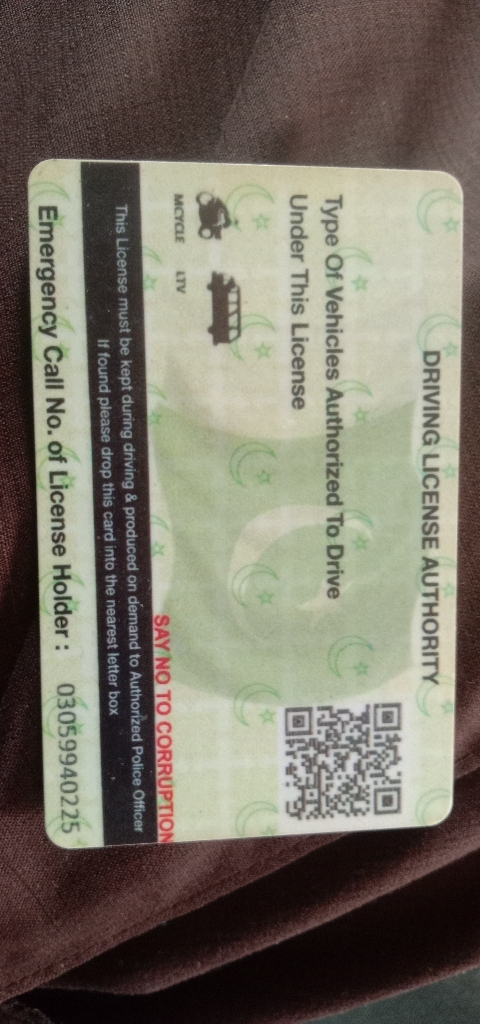 DRIVING LICENSE AUTHORITY
Type Of Vehicles Authorized To Drive
Under This License
MCYCLE LTV
SAY NO TO CORRUPTION
This License must be kept during driving & produced on demand to Authorized Police Officer
If found please drop this card into the nearest letter box
Emergency Call No. of License Holder : 03059940225